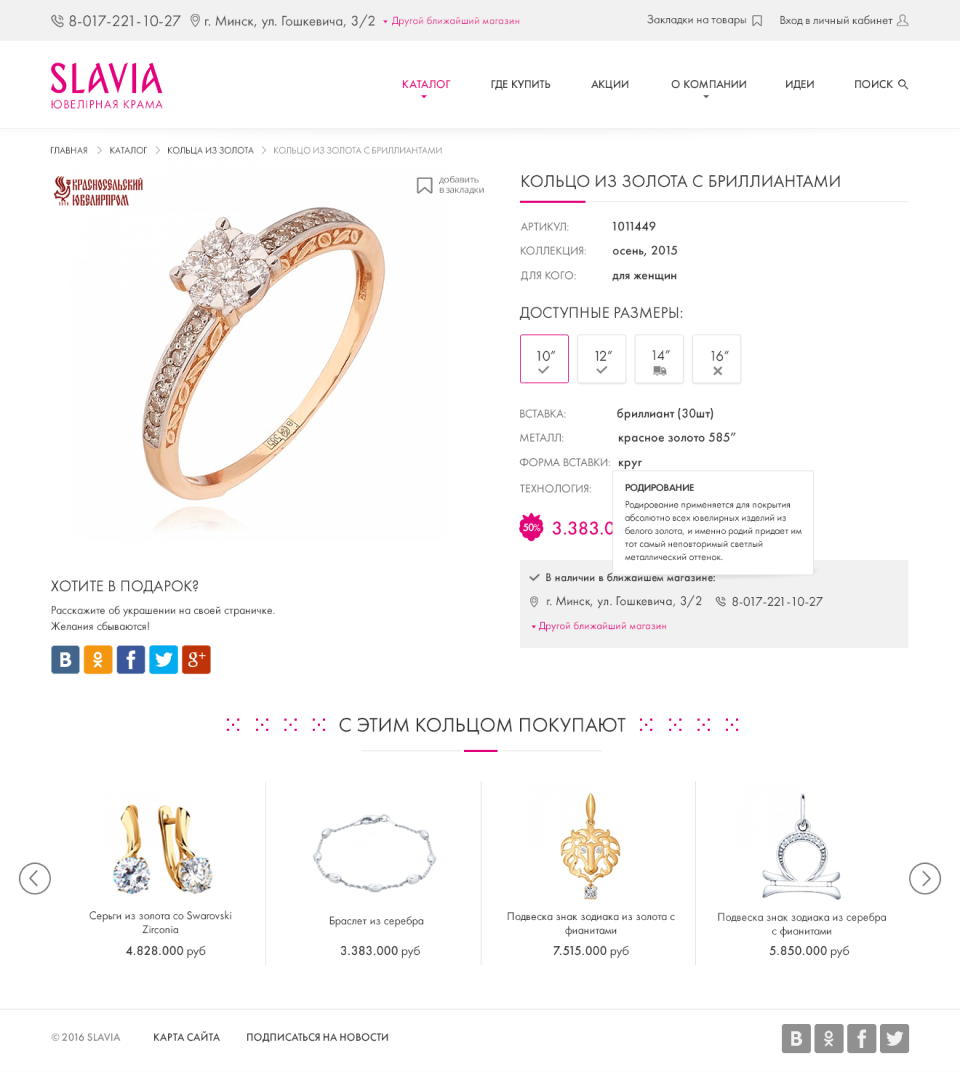 8-017-221-10-27 г. Минск, ул. Гошкевича, 3/2 Другой ближайший магазин Закладки на товары Вход в личный кабинет
SLAVIA
ЮВЕЛІРНАЯ КРАМА
КАТАЛОГ ГДЕ КУПИТЬ АКЦИИ О КОМПАНИИ ИДЕИ ПОИСК
ГЛАВНАЯ КАТАЛОГ КОЛЬЦА ИЗ ЗОЛОТА КОЛЬЦО ИЗ ЗОЛОТА С БРИЛЛИАНТАМИ
КРАСНОСЕЛЬСКИЙ
ЮВЕЛИРПРОМ
добавить
в закладки
КОЛЬЦО ИЗ ЗОЛОТА С БРИЛЛИАНТАМИ
АРТИКУЛ: 1011449
КОЛЛЕКЦИЯ: осень, 2015
ДЛЯ КОГО: для женщин
ДОСТУПНЫЕ РАЗМЕРЫ:
10” 12” 14” 16”
ВСТАВКА: бриллиант (30шт)
МЕТАЛЛ: красное золото 585”
ФОРМА ВСТАВКИ: круг
ТЕХНОЛОГИЯ:
РОДИРОВАНИЕ
Родирование применяется для покрытия
абсолютно всех ювелирных изделий из
белого золота, и именно родий придает им
тот самый неповторимый светлый
металлический оттенок.
50% 3.383.0
В наличии в ближайшем магазине:
г. Минск, ул. Гошкевича, 3/2 8-017-221-10-27
Другой ближайший магазин
ХОТИТЕ В ПОДАРОК?
Расскажите об украшении на своей страничке.
Желания сбываются!
С ЭТИМ КОЛЬЦОМ ПОКУПАЮТ
Серьги из золота со Swarovski
Zirconia
4.828.000 руб
Браслет из серебра
3.383.000 руб
Подвеска знак зодиака из золота с
фианитами
7.515.000 руб
Подвеска знак зодиака из серебра
с фианитами
5.850.000 руб
© 2016 SLAVIA КАРТА САЙТА ПОДПИСАТЬСЯ НА НОВОСТИ